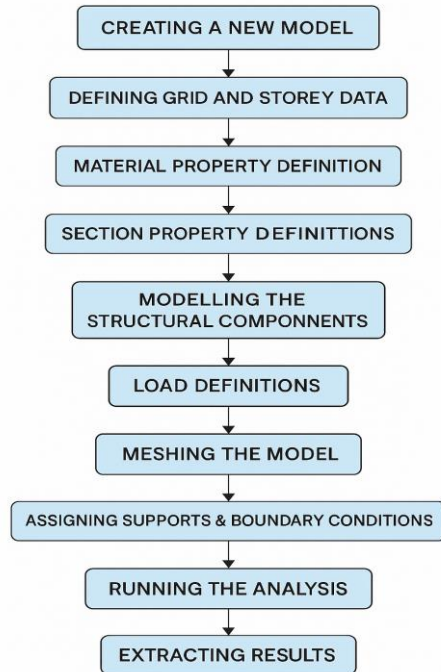 CREATING A NEW MODEL
DEFINING GRID AND STOREY DATA
MATERIAL PROPERTY DEFINITION
SECTION PROPERTY DEFINITTIONS
MODELLING THE
STRUCTURAL COMPONNENTS
LOAD DEFINITIONS
MESHING THE MODEL
ASSIGNING SUPPORTS & BOUNDARY CONDITIONS
RUNNING THE ANALYSIS
EXTRACTING RESULTS